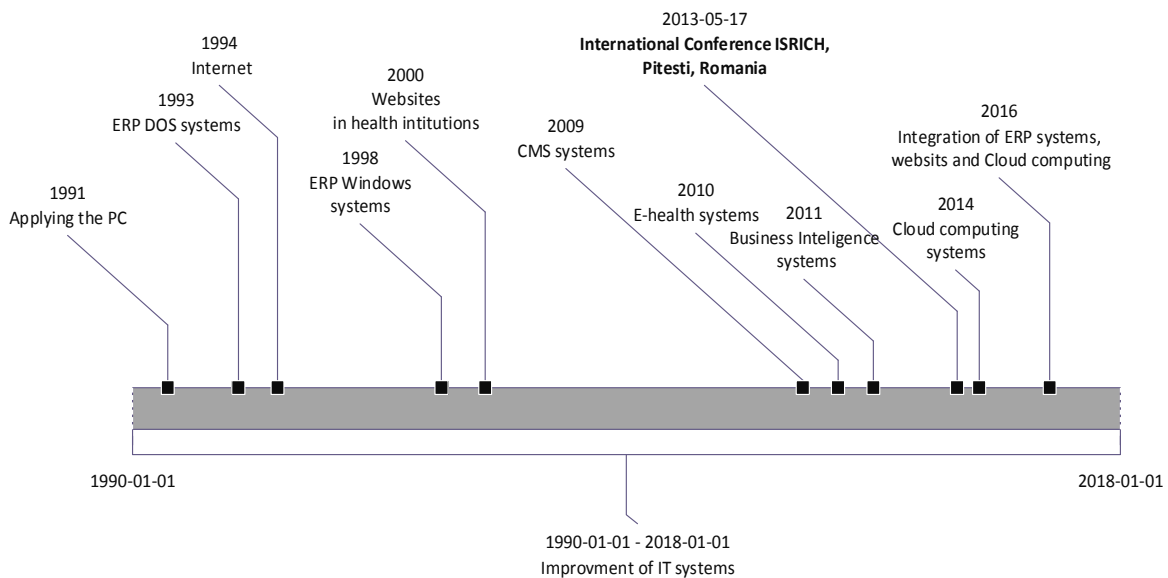 1991
Applying the PC
1993
ERP DOS systems
1994
Internet
1998
ERP Windows
systems
2000
Websites
in health intitutions
2009
CMS systems
2010
E-health systems
2011
Business Inteligence
systems
2013-05-17
International Conference ISRICH,
Pitesti, Romania
2014
Cloud computing
systems
2016
Integration of ERP systems,
websits and Cloud computing
1990-01-01
2018-01-01
1990-01-01 - 2018-01-01
Improvment of IT systems